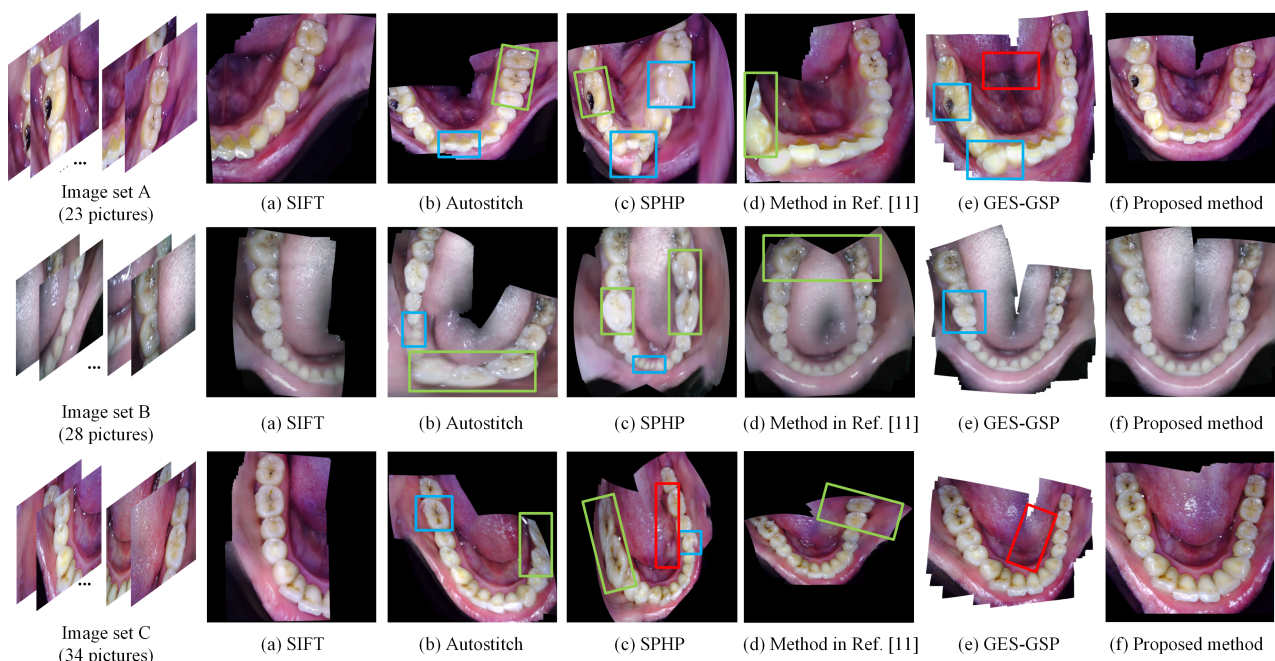 ...
Image set A
(23 pictures)
(a) SIFT
(b) Autostitch
(c) SPHP
(d) Method in Ref. [11]
(e) GES-GSP
(f) Proposed method
...
Image set B
(28 pictures)
(a) SIFT
(b) Autostitch
(c) SPHP
(d) Method in Ref. [11]
(e) GES-GSP
(f) Proposed method
...
Image set C
(34 pictures)
(a) SIFT
(b) Autostitch
(c) SPHP
(d) Method in Ref. [11]
(e) GES-GSP
(f) Proposed method